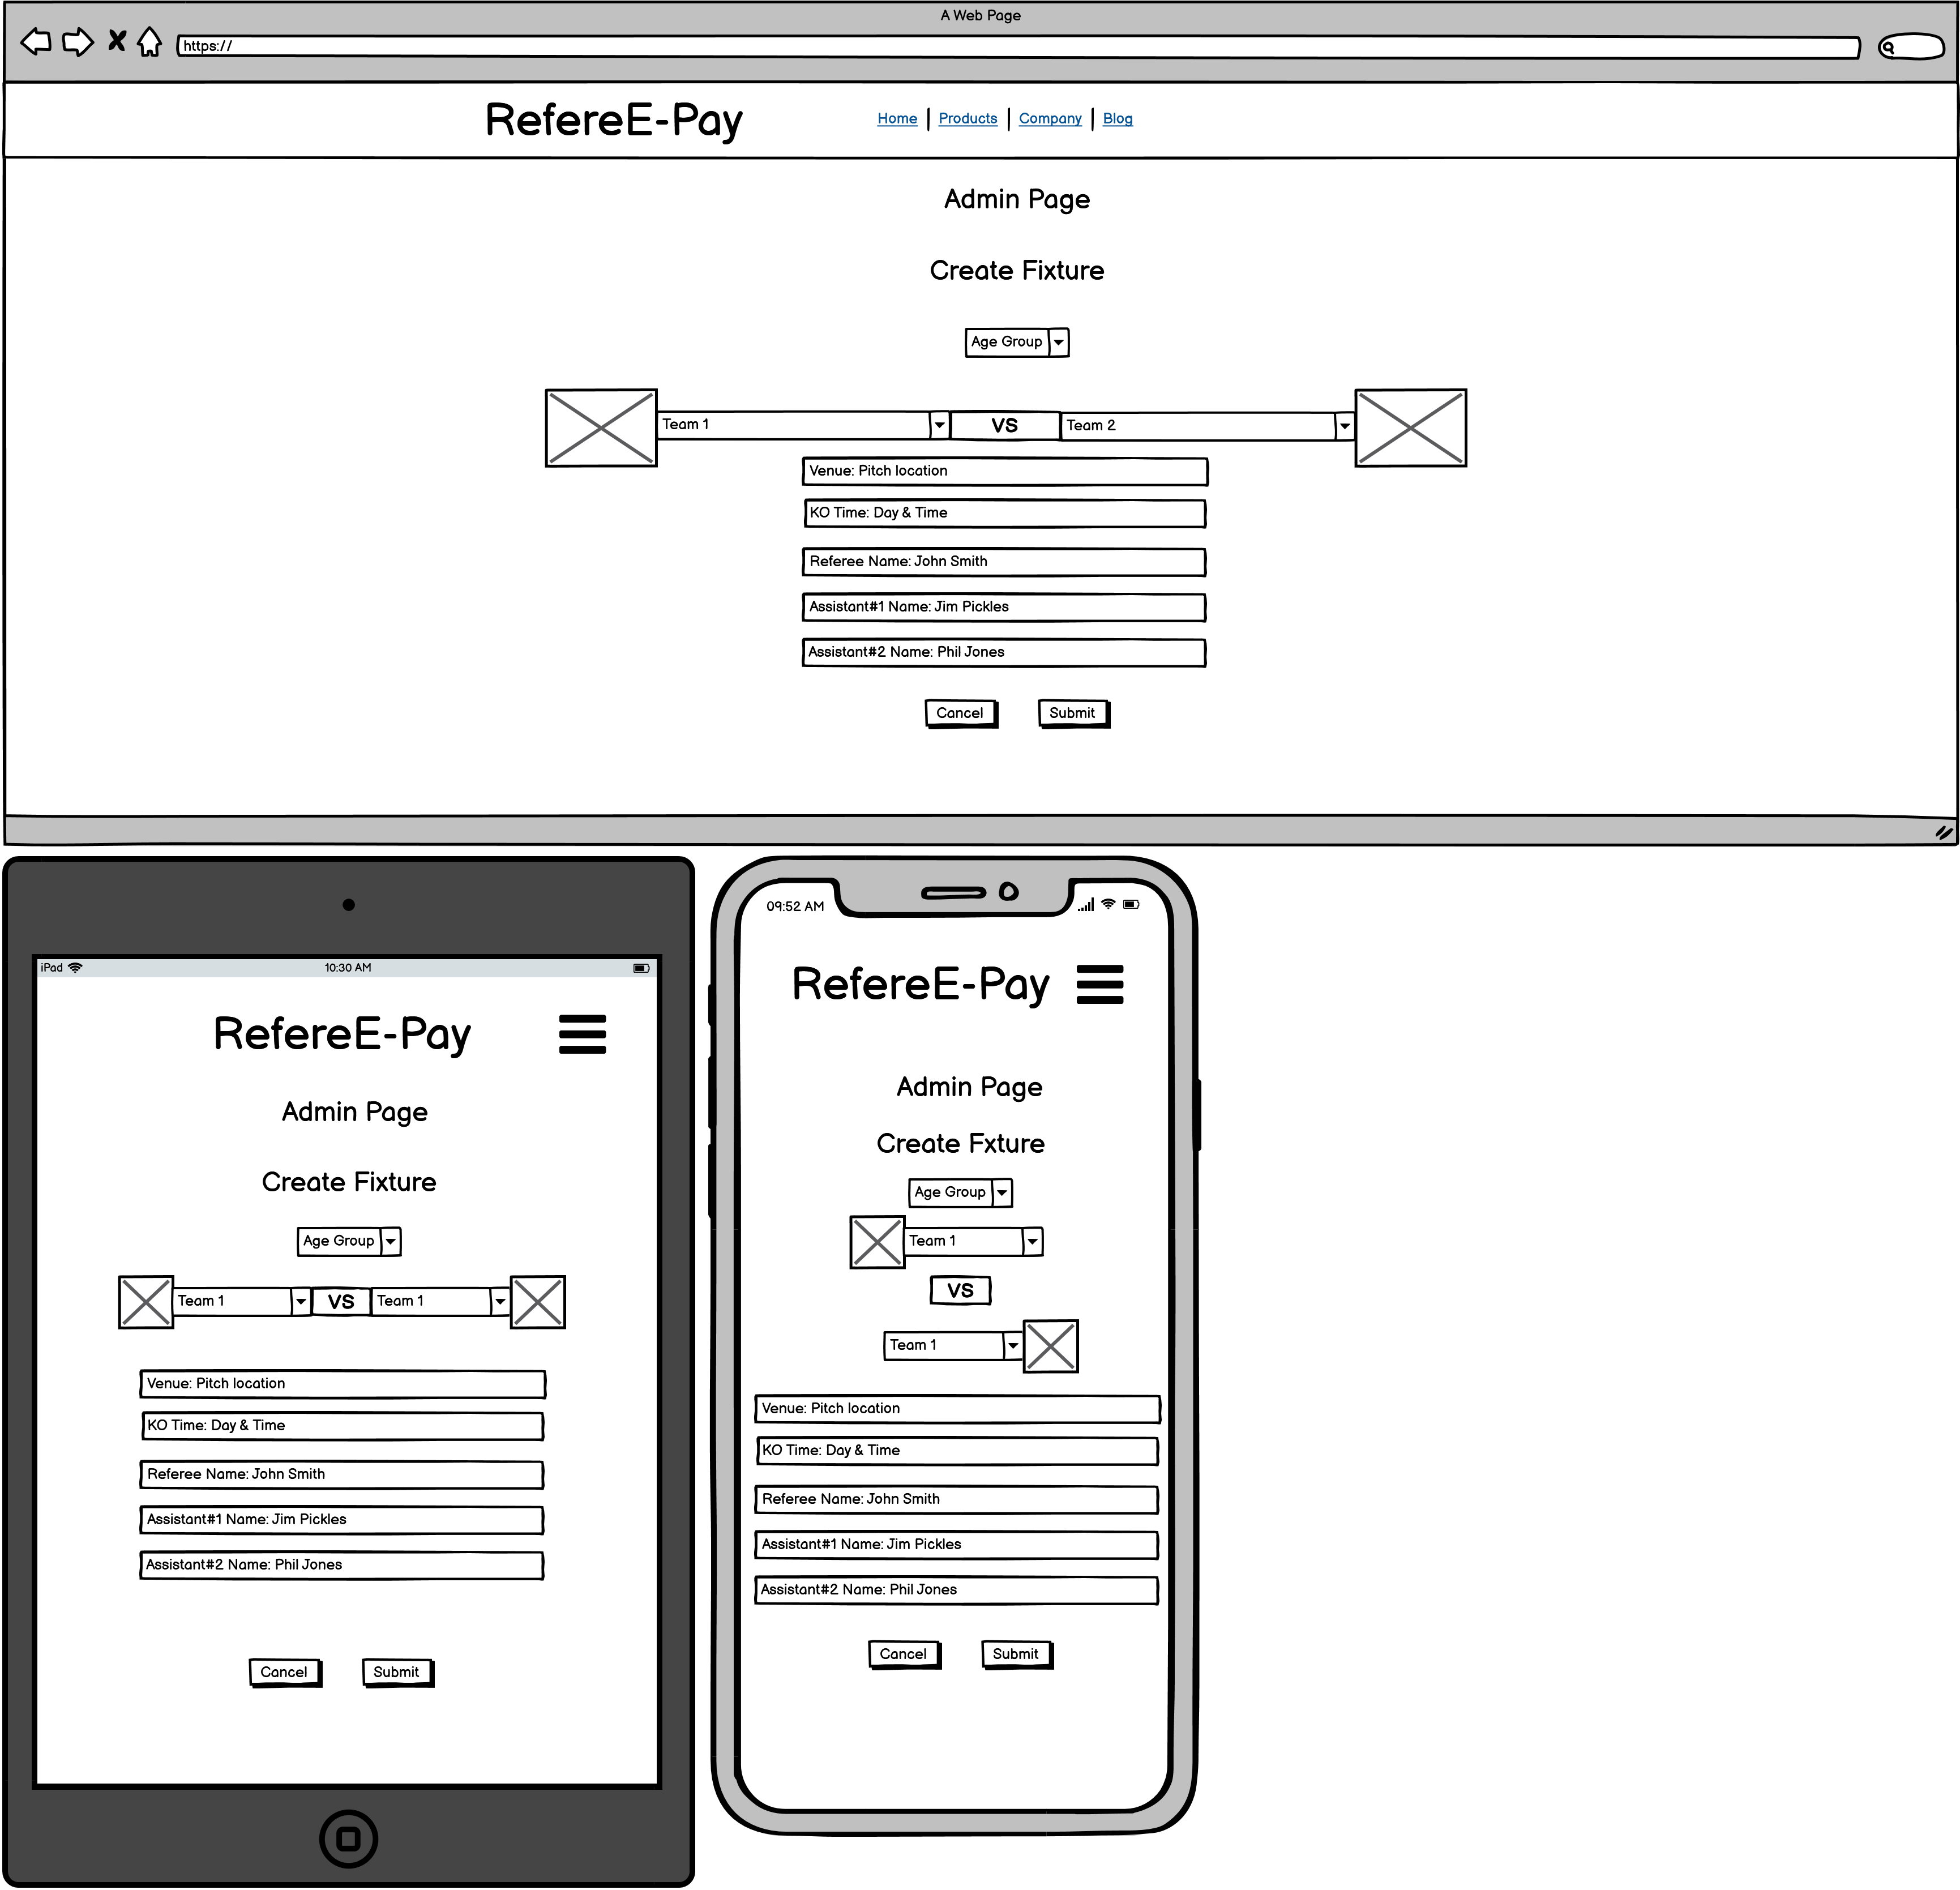 A Web Page
https://
RefereE-Pay
Home | Products | Company | Blog
Admin Page
Create Fixture
Age Group
Team 1 VS Team 2
Venue: Pitch location
KO Time: Day & Time
Referee Name: John Smith
Assistant#1 Name: Jim Pickles
Assistant#2 Name: Phil Jones
Cancel Submit
iPad 10:30 AM
RefereE-Pay
Admin Page
Create Fixture
Age Group
Team 1 VS Team 1
Venue: Pitch location
KO Time: Day & Time
Referee Name: John Smith
Assistant#1 Name: Jim Pickles
Assistant#2 Name: Phil Jones
Cancel Submit
09:52 AM
RefereE-Pay
Admin Page
Create Fxture
Age Group
Team 1
VS
Team 1
Venue: Pitch location
KO Time: Day & Time
Referee Name: John Smith
Assistant#1 Name: Jim Pickles
Assistant#2 Name: Phil Jones
Cancel Submit